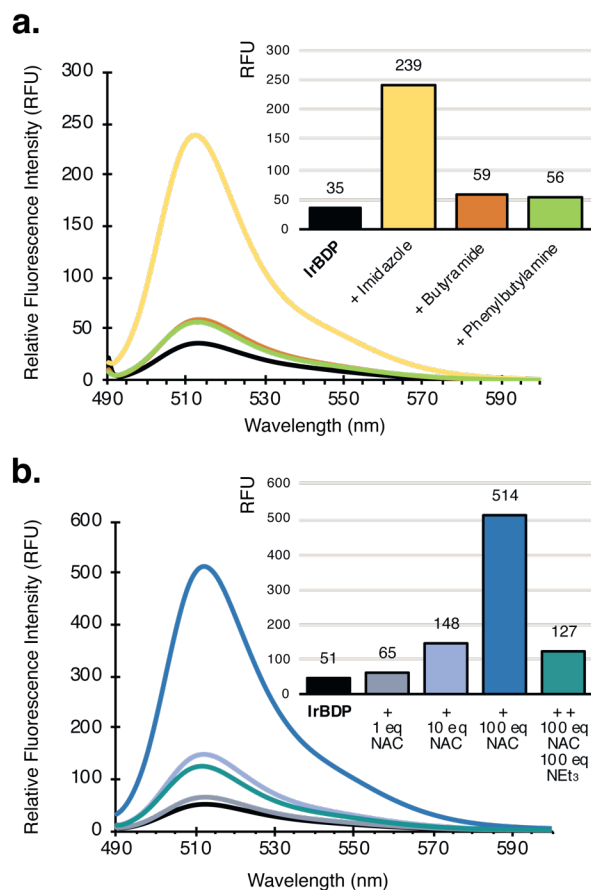 a.
Relative Fluorescence Intensity (RFU)
300
250
200
150
100
50
0
490
510
530
550
570
590
Wavelength (nm)
RFU
300
250
200
150
100
50
0
35
239
59
56
IrBDP
+ Imidazole
+ Butyramide
+ Phenylbutylamine
b.
Relative Fluorescence Intensity (RFU)
600
500
400
300
200
100
0
490
510
530
550
570
590
Wavelength (nm)
RFU
600
500
400
300
200
100
0
51
65
148
514
127
IrBDP
+
1 eq
NAC
+
10 eq
NAC
+
100 eq
NAC
+ +
100 eq
NAC
100 eq
NEt₃